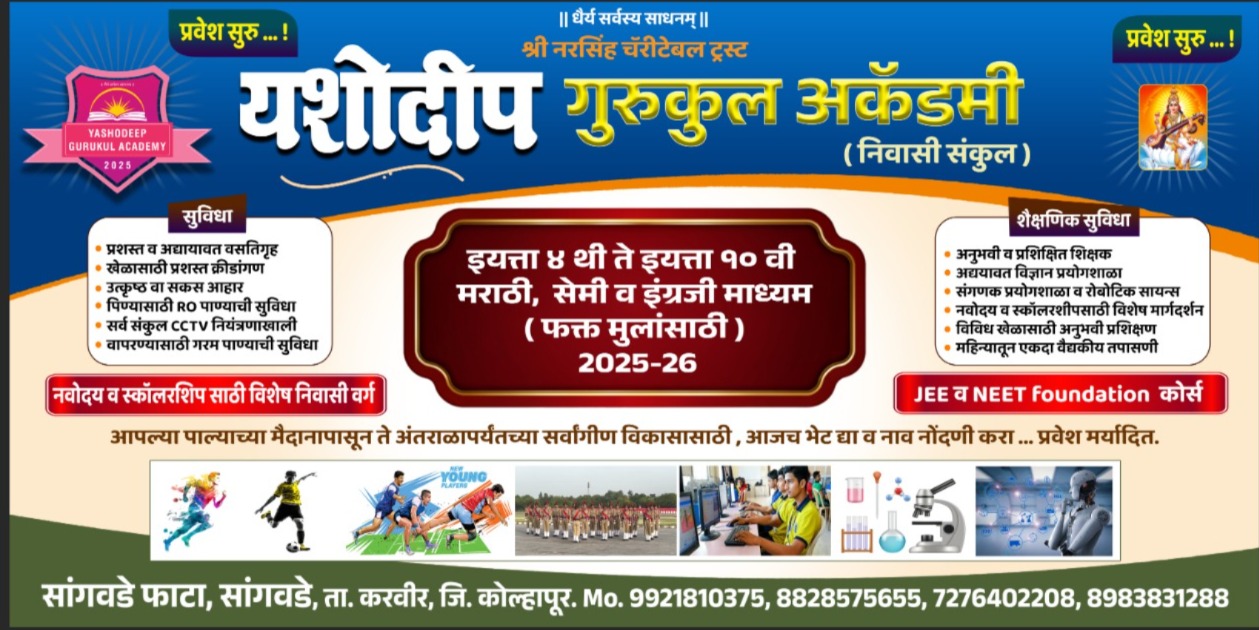 || धैर्य सर्वस्य साधनम् ||
प्रवेश सुरु ... !
श्री नरसिंह चॅरीटेबल ट्रस्ट
प्रवेश सुरु ... !
यशोदीप गुरुकुल अकॅडमी
( निवासी संकुल )
YASHODEEP
GURUKUL ACADEMY
2025
सुविधा
प्रशस्त व अद्यायावत वसतिगृह
खेळासाठी प्रशस्त क्रीडांगण
उत्कृष्ठ वा सकस आहार
पिण्यासाठी RO पाण्याची सुविधा
सर्व संकुल CCTV नियंत्रणाखाली
वापरण्यासाठी गरम पाण्याची सुविधा
नवोदय व स्कॉलरशिप साठी विशेष निवासी वर्ग
इयत्ता ४ थी ते इयत्ता १० वी
मराठी, सेमी व इंग्रजी माध्यम
( फक्त मुलांसाठी )
2025-26
शैक्षणिक सुविधा
अनुभवी व प्रशिक्षित शिक्षक
अद्ययावत विज्ञान प्रयोगशाळा
संगणक प्रयोगशाळा व रोबोटिक सायन्स
नवोदय व स्कॉलरशीपसाठी विशेष मार्गदर्शन
विविध खेळासाठी अनुभवी प्रशिक्षण
महिन्यातून एकदा वैद्यकीय तपासणी
JEE व NEET foundation कोर्स
आपल्या पाल्याच्या मैदानापासून ते अंतराळापर्यंतच्या सर्वांगीण विकासासाठी , आजच भेट द्या व नाव नोंदणी करा ... प्रवेश मर्यादित.
NEW
YOUNG
PLAYERS
सांगवडे फाटा, सांगवडे, ता. करवीर, जि. कोल्हापूर. Mo. 9921810375, 8828575655, 7276402208, 8983831288